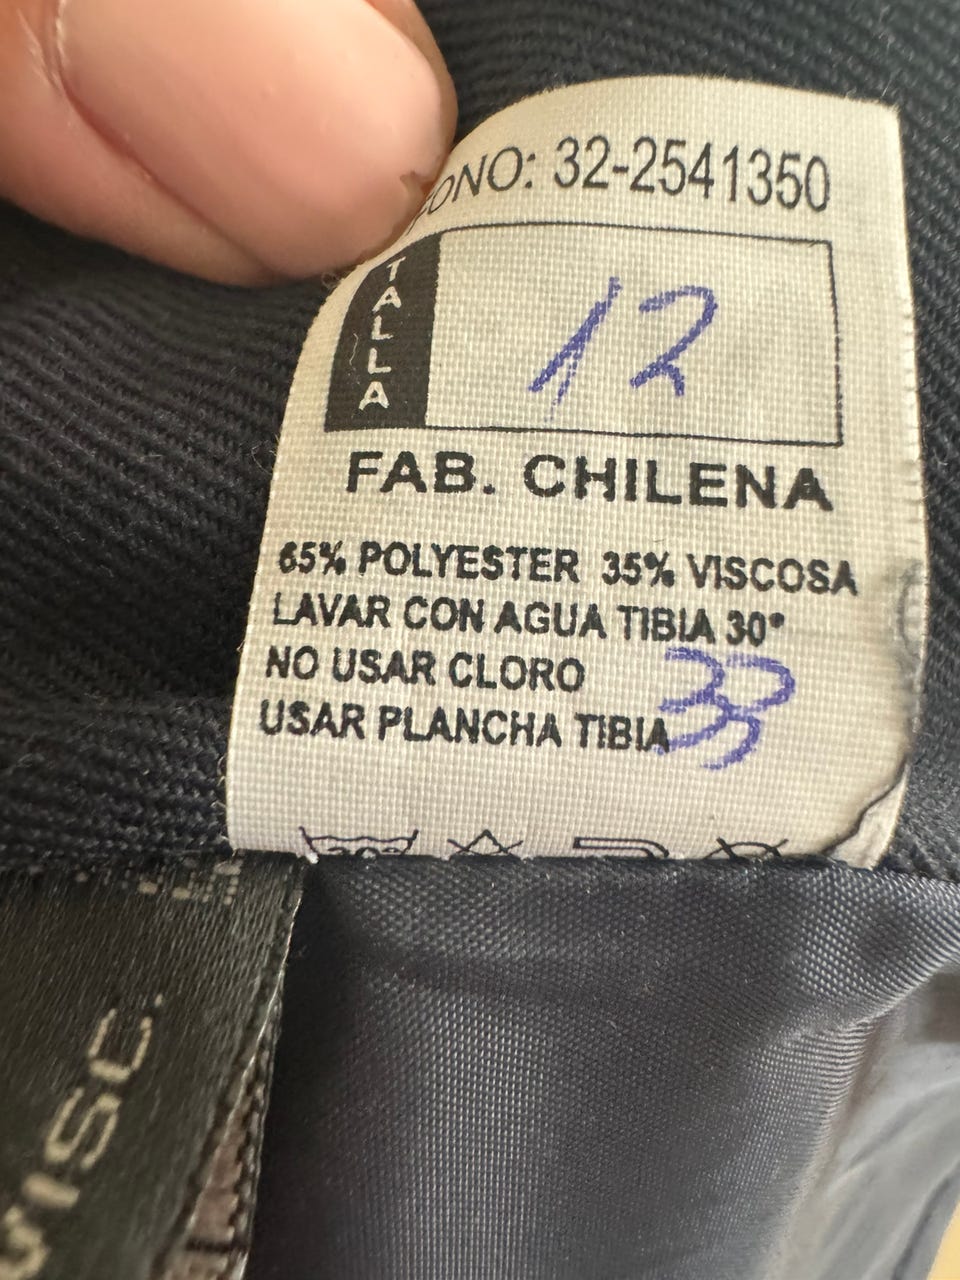 FONO: 32-2541350
TALLA
12
FAB. CHILENA
65% POLYESTER 35% VISCOSA
LAVAR CON AGUA TIBIA 30°
NO USAR CLORO
USAR PLANCHA TIBIA
33
VISC.